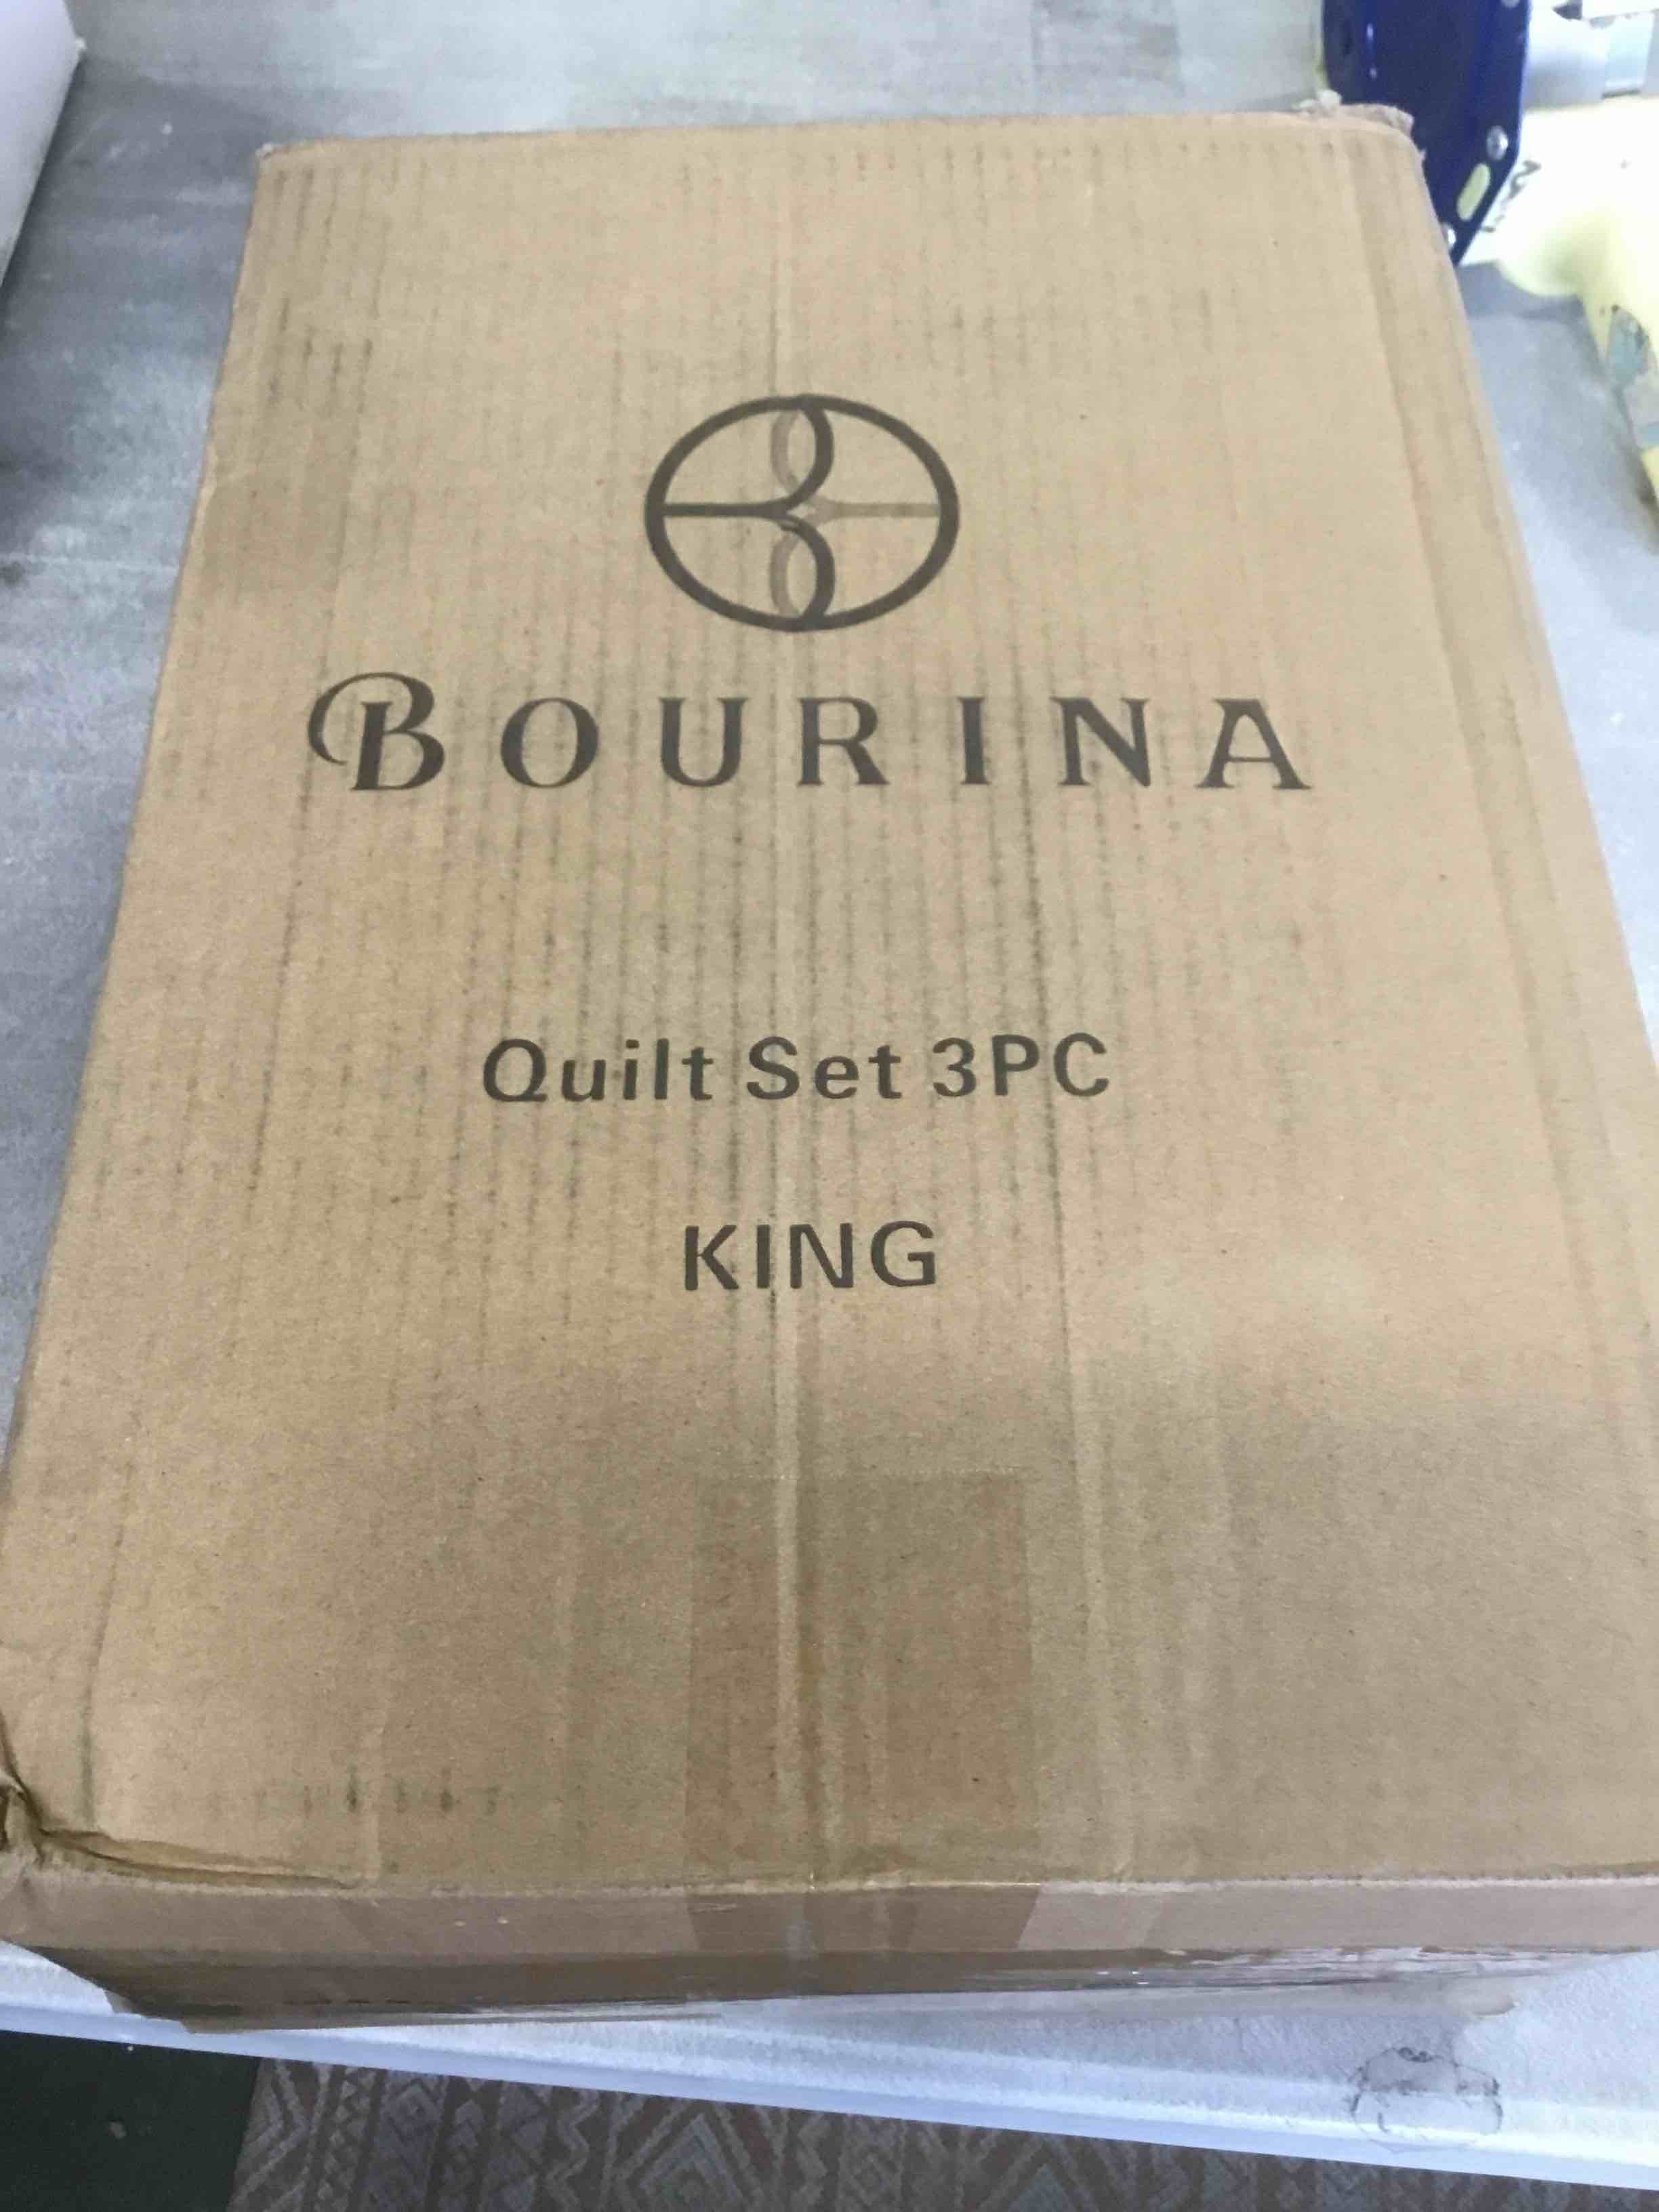 BOURINA
Quilt Set 3PC
KING